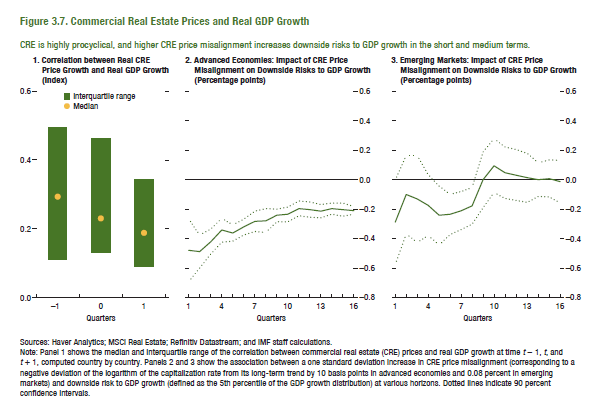 Figure 3.7. Commercial Real Estate Prices and Real GDP Growth
CRE is highly procyclical, and higher CRE price misalignment increases downside risks to GDP growth in the short and medium terms.
1. Correlation between Real CRE
Price Growth and Real GDP Growth
(Index)
0.6
Interquartile range
Median
0.4
0.2
0.0
–1 0 1
Quarters
2. Advanced Economies: Impact of CRE Price
Misalignment on Downside Risks to GDP Growth
(Percentage points)
0.6
0.4
0.2
0.0
–0.2
–0.4
–0.6
–0.8
1 4 7 10 13 16
Quarters
3. Emerging Markets: Impact of CRE Price
Misalignment on Downside Risks to GDP Growth
(Percentage points)
0.6
0.4
0.2
0.0
–0.2
–0.4
–0.6
–0.8
1 4 7 10 13 16
Quarters
Sources: Haver Analytics; MSCI Real Estate; Refinitiv Datastream; and IMF staff calculations.
Note: Panel 1 shows the median and interquartile range of the correlation between commercial real estate (CRE) prices and real GDP growth at time t – 1, t, and
t + 1, computed country by country. Panels 2 and 3 show the association between a one standard deviation increase in CRE price misalignment (corresponding to a
negative deviation of the logarithm of the capitalization rate from its long-term trend by 10 basis points in advanced economies and 0.08 percent in emerging
markets) and downside risk to GDP growth (defined as the 5th percentile of the GDP growth distribution) at various horizons. Dotted lines indicate 90 percent
confidence intervals.